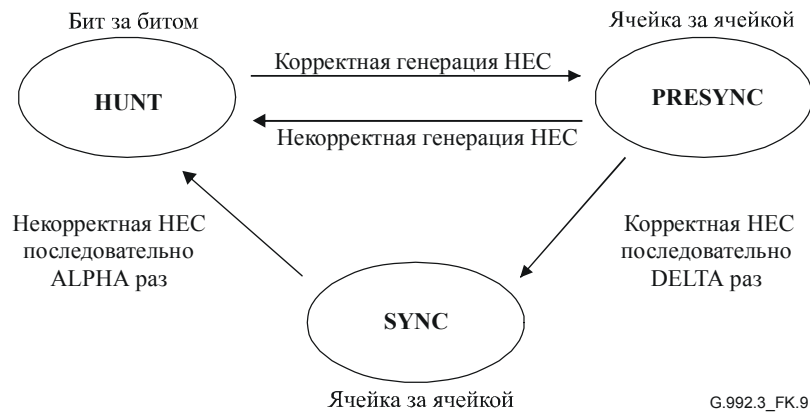 Бит за битом
Ячейка за ячейкой
HUNT
Корректная генерация HEC
PRESYNC
Некорректная генерация HEC
Некорректная HEC
последовательно
ALPHA раз
Корректная HEC
последовательно
DELTA раз
SYNC
Ячейка за ячейкой
G.992.3_FK.9